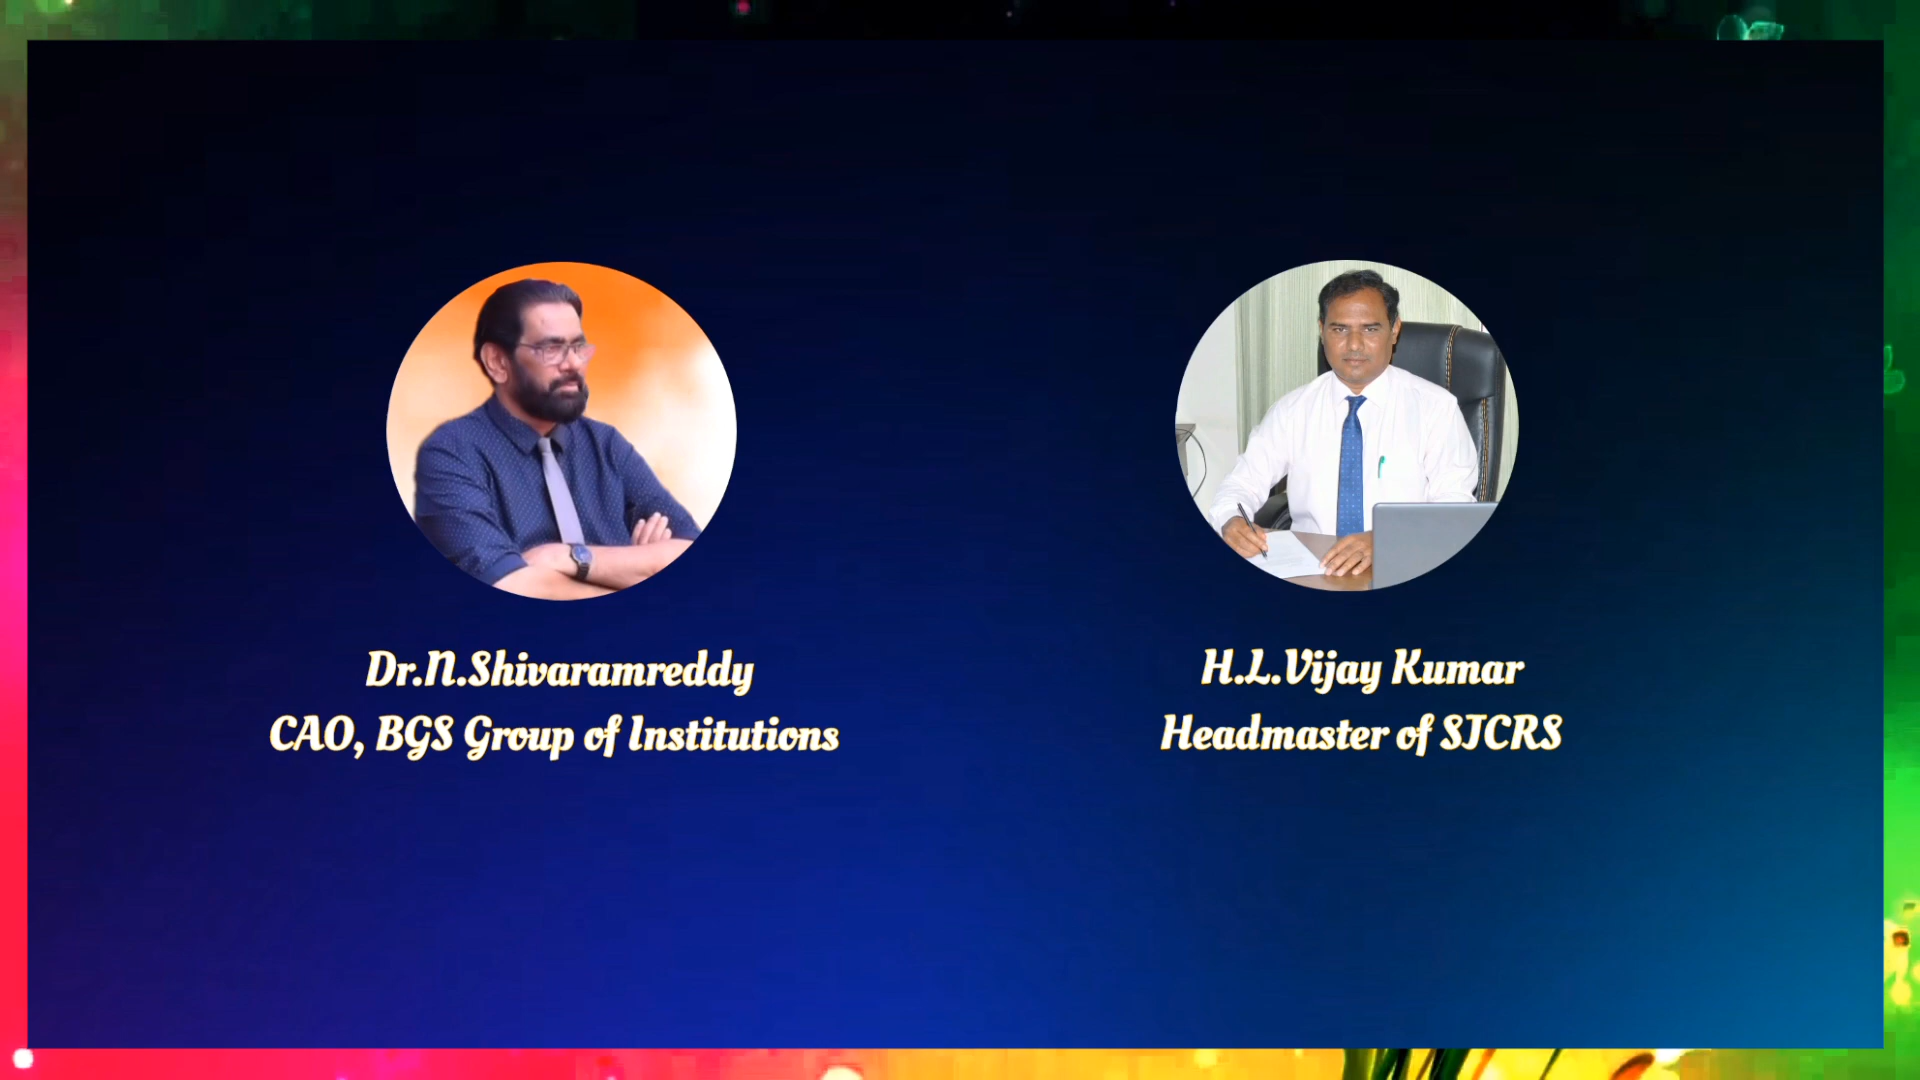 Dr.N.Shivaramreddy
CAO, BGS Group of Institutions
H.L.Vijay Kumar
Headmaster of SJCRS